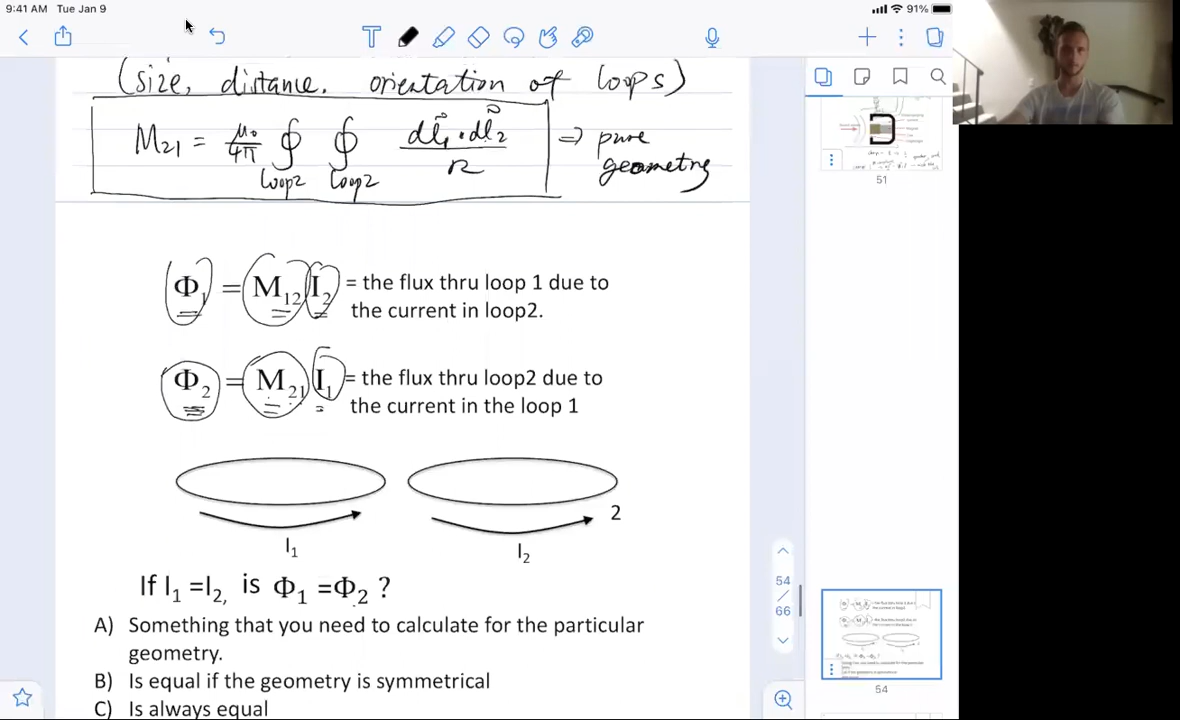 9:41 AM Tue Jan 9
91%
(size, distance. orientation of loops)
M21 = μ0/4π ∮loop2 ∮loop2 dl⃗1 · dl⃗2 / r ⇒ pure
geometry
Φ1 = M12 I2 = the flux thru loop 1 due to
the current in loop2.
Φ2 = M21 I1 = the flux thru loop2 due to
the current in the loop 1
2
I1
I2
If I1 =I2, is Φ1 =Φ2 ?
A) Something that you need to calculate for the particular
geometry.
B) Is equal if the geometry is symmetrical
C) Is always equal
54
/
66
51
54